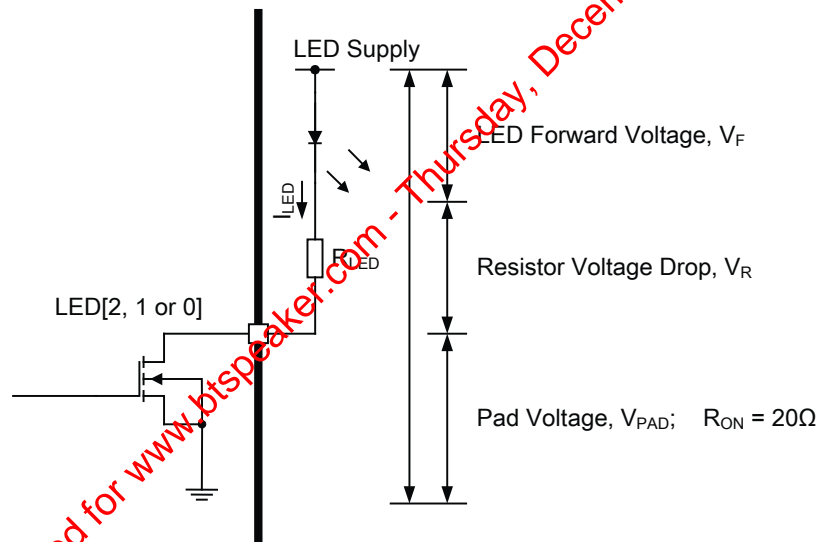 LED Supply
LED Forward Voltage, VF
ILED
RLED
Resistor Voltage Drop, VR
LED[2, 1 or 0]
Pad Voltage, VPAD; RON = 20Ω
for www.btspeaker.com - Thursday,